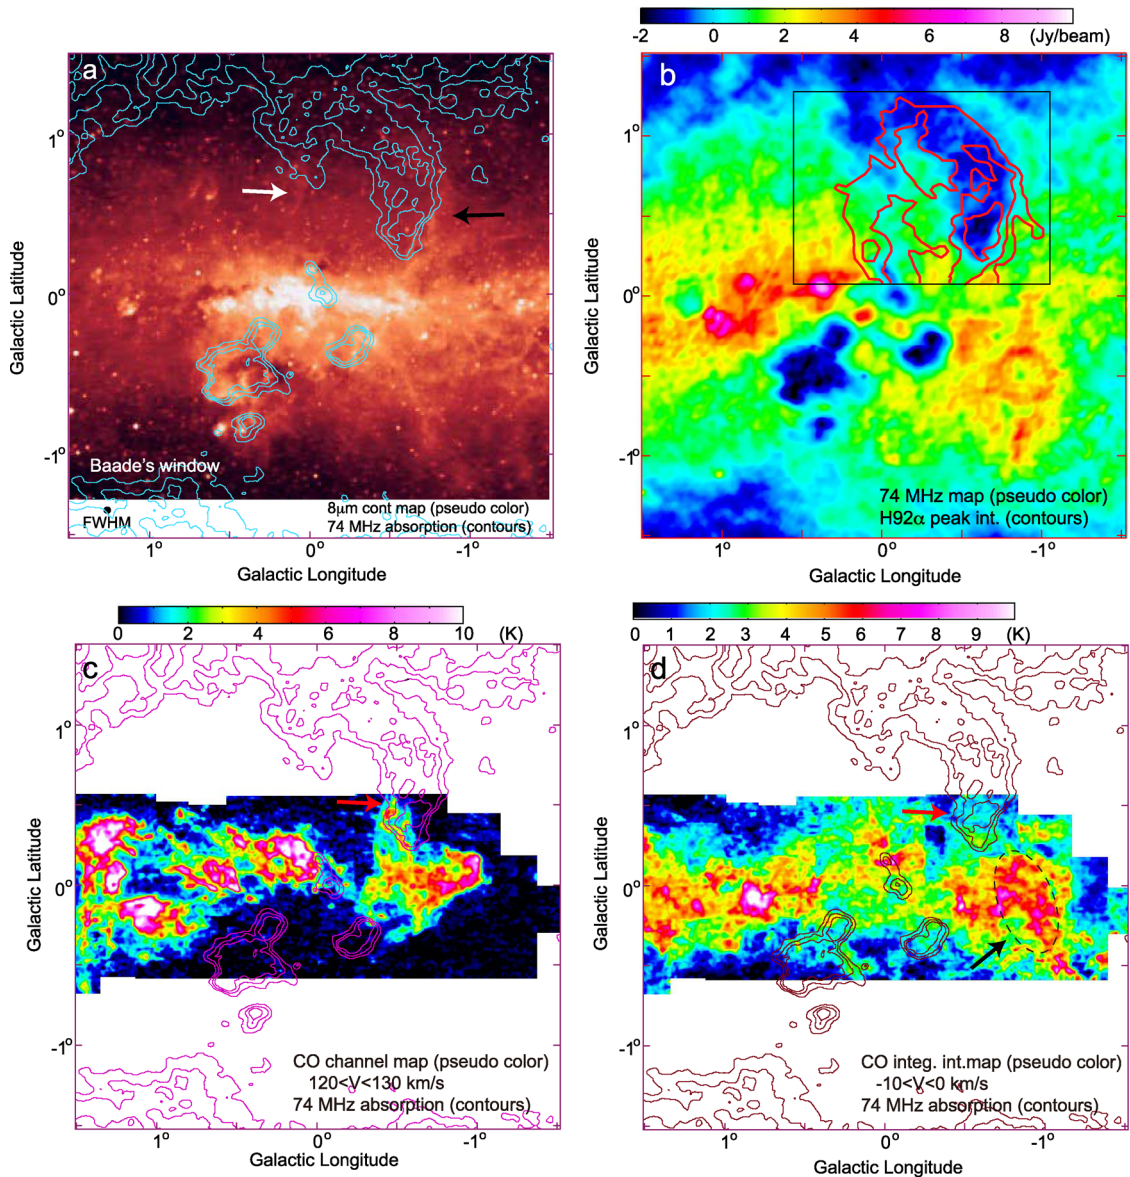 -2 0 2 4 6 8 (Jy/beam)
a
1°
0°
-1°
Galactic Latitude
Baade's window
FWHM
8μm cont map (pseudo color)
74 MHz absorption (contours)
1° 0° -1°
Galactic Longitude
b
1°
0°
-1°
Galactic Latitude
74 MHz map (pseudo color)
H92α peak int. (contours)
1° 0° -1°
Galactic Longitude
0 2 4 6 8 10 (K)
c
1°
0°
-1°
Galactic Latitude
CO channel map (pseudo color)
120<V<130 km/s
74 MHz absorption (contours)
1° 0° -1°
Galactic Longitude
0 1 2 3 4 5 6 7 8 9 (K)
d
1°
0°
-1°
Galactic Latitude
CO integ. int.map (pseudo color)
-10<V<0 km/s
74 MHz absorption (contours)
1° 0° -1°
Galactic Longitude